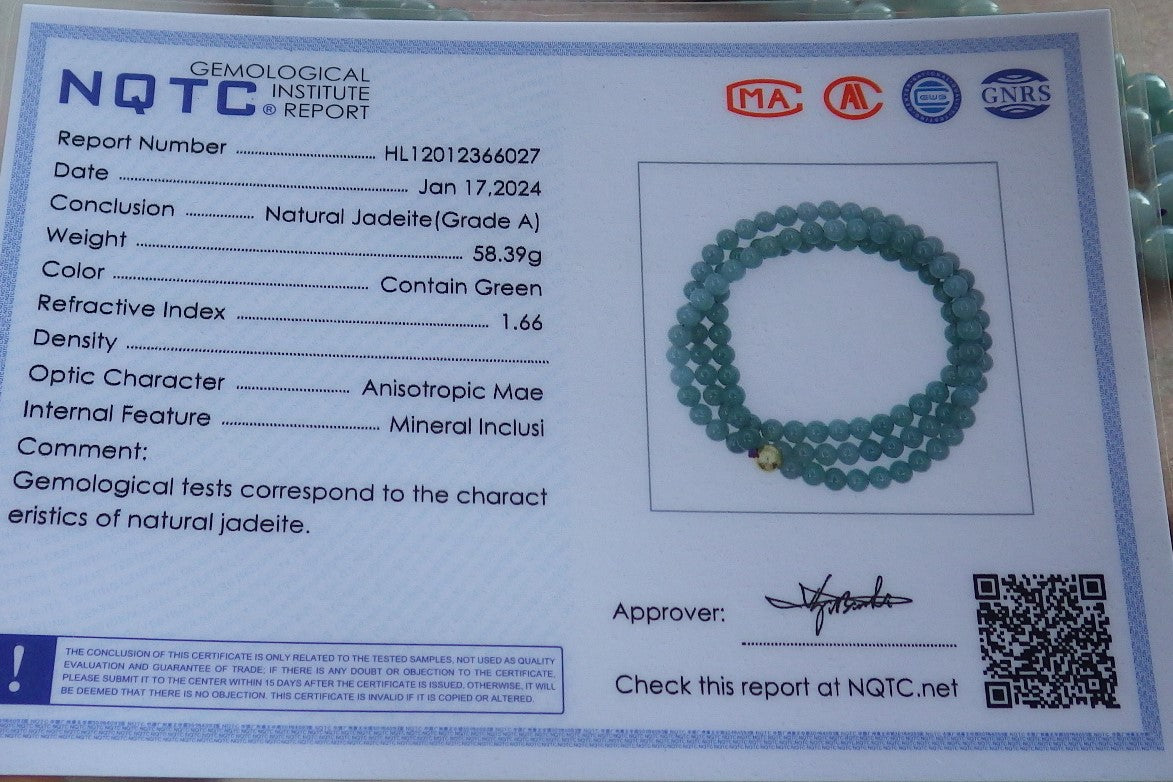 NQTC® GEMOLOGICAL
INSTITUTE
REPORT
Report Number HL12012366027
Date Jan 17,2024
Conclusion Natural Jadeite(Grade A)
Weight 58.39g
Color Contain Green
Refractive Index 1.66
Density
Optic Character Anisotropic Mae
Internal Feature Mineral Inclusi
Comment:
Gemological tests correspond to the charact
eristics of natural jadeite.
! THE CONCLUSION OF THIS CERTIFICATE IS ONLY RELATED TO THE TESTED SAMPLES, NOT USED AS QUALITY
EVALUATION AND GUARANTEE OF TRADE; IF THERE IS ANY DOUBT OR OBJECTION TO THE CERTIFICATE,
PLEASE SUBMIT IT TO THE CENTER WITHIN 15 DAYS AFTER THE CERTIFICATE IS ISSUED, OTHERWISE, IT WILL
BE DEEMED THAT THERE IS NO OBJECTION. THIS CERTIFICATE IS INVALID IF IT IS COPIED OR ALTERED.
MA
GNRS
Approver:
Check this report at NQTC.net